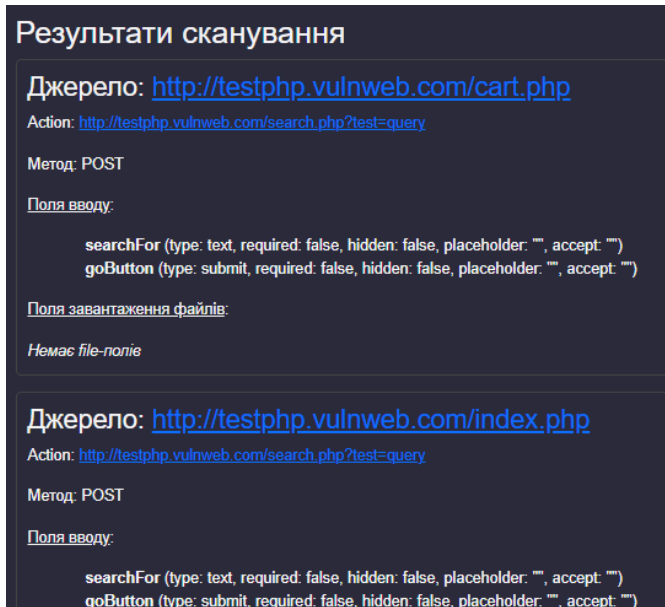 Результати сканування
Джерело: http://testphp.vulnweb.com/cart.php
Action: http://testphp.vulnweb.com/search.php?test=query
Метод: POST
Поля вводу:
searchFor (type: text, required: false, hidden: false, placeholder: "", accept: "")
goButton (type: submit, required: false, hidden: false, placeholder: "", accept: "")
Поля завантаження файлів:
Немає file-полів
Джерело: http://testphp.vulnweb.com/index.php
Action: http://testphp.vulnweb.com/search.php?test=query
Метод: POST
Поля вводу:
searchFor (type: text, required: false, hidden: false, placeholder: "", accept: "")
goButton (type: submit, required: false, hidden: false, placeholder: "", accept: "")